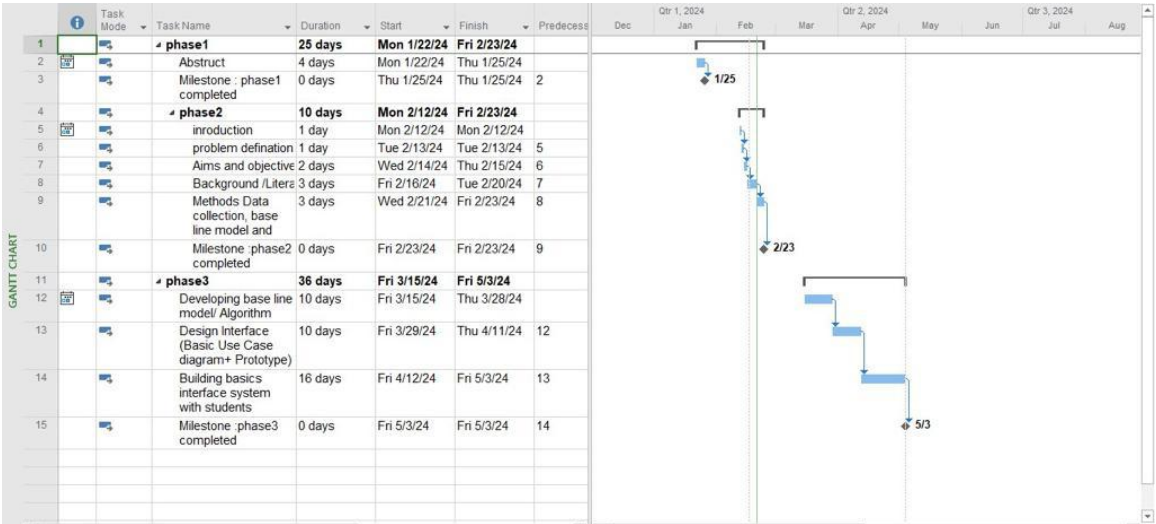 Qtr 1, 2024 Qtr 2, 2024 Qtr 3, 2024
Task
Mode Task Name Duration Start Finish Predecess Dec Jan Feb Mar Apr May Jun Jul Aug
1 phase1 25 days Mon 1/22/24 Fri 2/23/24
2 Abstruct 4 days Mon 1/22/24 Thu 1/25/24
3 Milestone : phase1 0 days Thu 1/25/24 Thu 1/25/24 2 1/25
completed
4 phase2 10 days Mon 2/12/24 Fri 2/23/24
5 inroduction 1 day Mon 2/12/24 Mon 2/12/24
6 problem defination 1 day Tue 2/13/24 Tue 2/13/24 5
7 Aims and objective 2 days Wed 2/14/24 Thu 2/15/24 6
8 Background /Litera 3 days Fri 2/16/24 Tue 2/20/24 7
9 Methods Data 3 days Wed 2/21/24 Fri 2/23/24 8
collection, base
line model and
10 Milestone :phase2 0 days Fri 2/23/24 Fri 2/23/24 9 2/23
completed
11 phase3 36 days Fri 3/15/24 Fri 5/3/24
12 Developing base line 10 days Fri 3/15/24 Thu 3/28/24
model/ Algorithm
13 Design Interface 10 days Fri 3/29/24 Thu 4/11/24 12
(Basic Use Case
diagram+ Prototype)
14 Building basics 16 days Fri 4/12/24 Fri 5/3/24 13
interface system
with students
15 Milestone :phase3 0 days Fri 5/3/24 Fri 5/3/24 14 5/3
completed
GANTT CHART